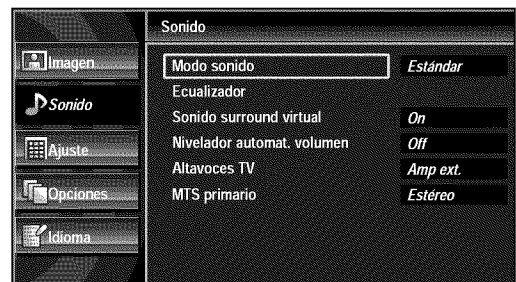 Sonido
Imagen
Sonido
Ajuste
Opciones
Idioma
Modo sonido Estándar
Ecualizador
Sonido surround virtual On
Nivelador automat. volumen Off
Altavoces TV Amp ext.
MTS primario Estéreo